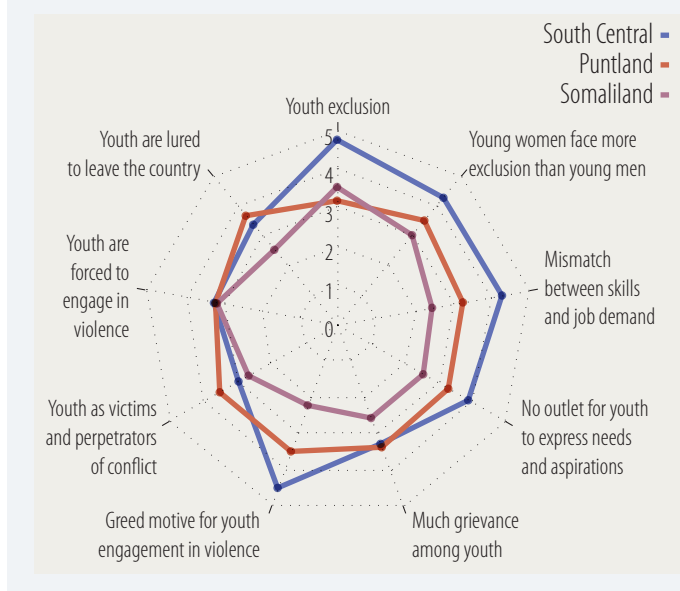 South Central
Puntland
Somaliland
Youth exclusion
Young women face more
exclusion than young men
Mismatch
between skills
and job demand
No outlet for youth
to express needs
and aspirations
Much grievance
among youth
Greed motive for youth
engagement in violence
Youth as victims
and perpetrators
of conflict
Youth are
forced to
engage in
violence
Youth are lured
to leave the country
5
4
3
2
1
0